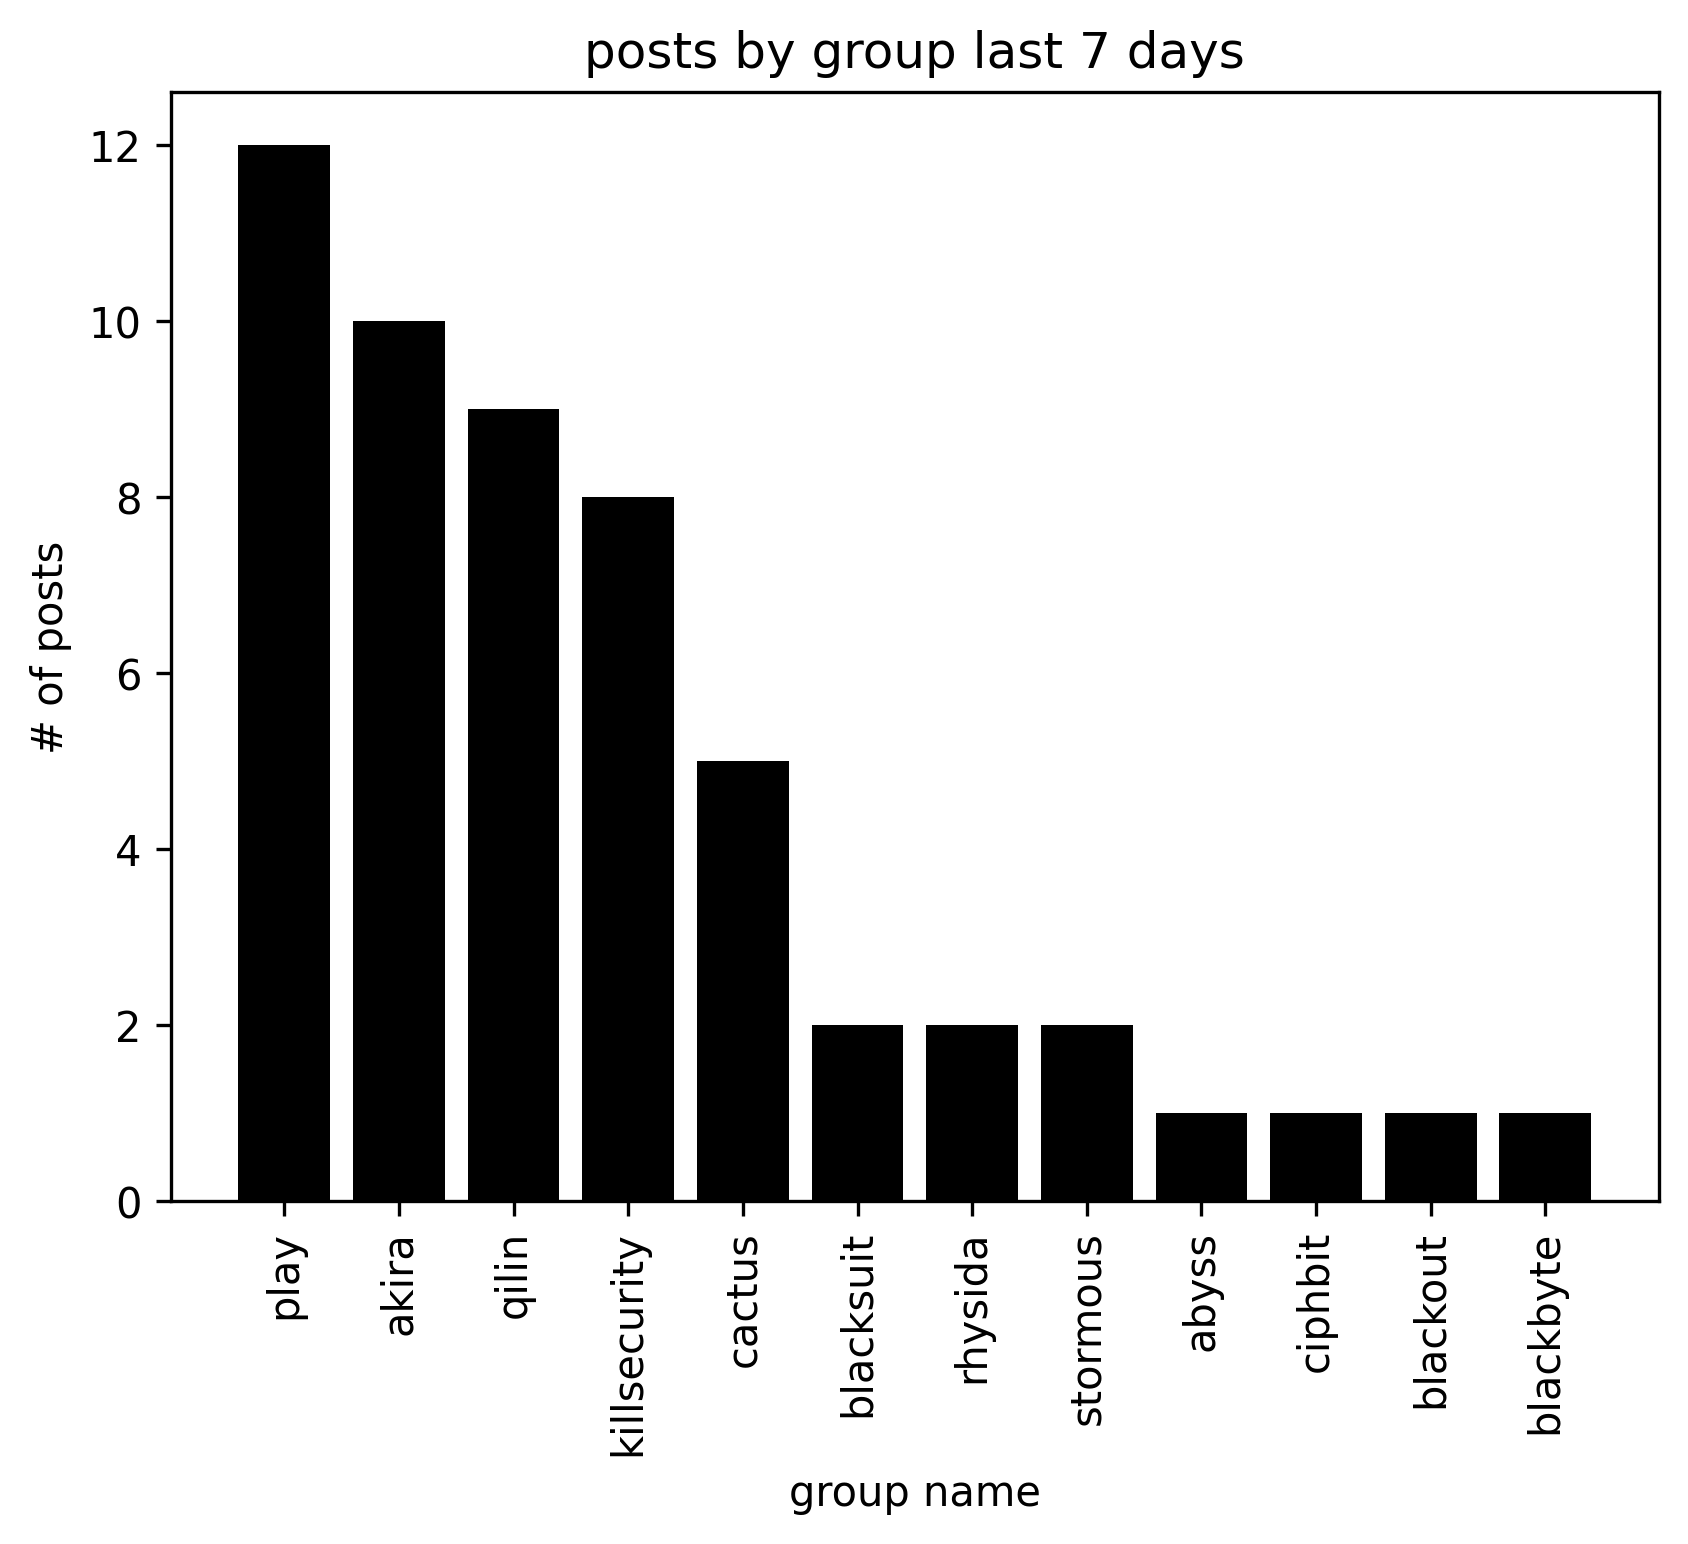 posts by group last 7 days
12
10
8
6
4
2
0
# of posts
play
akira
qilin
killsecurity
cactus
blacksuit
rhysida
stormous
abyss
ciphbit
blackout
blackbyte
group name